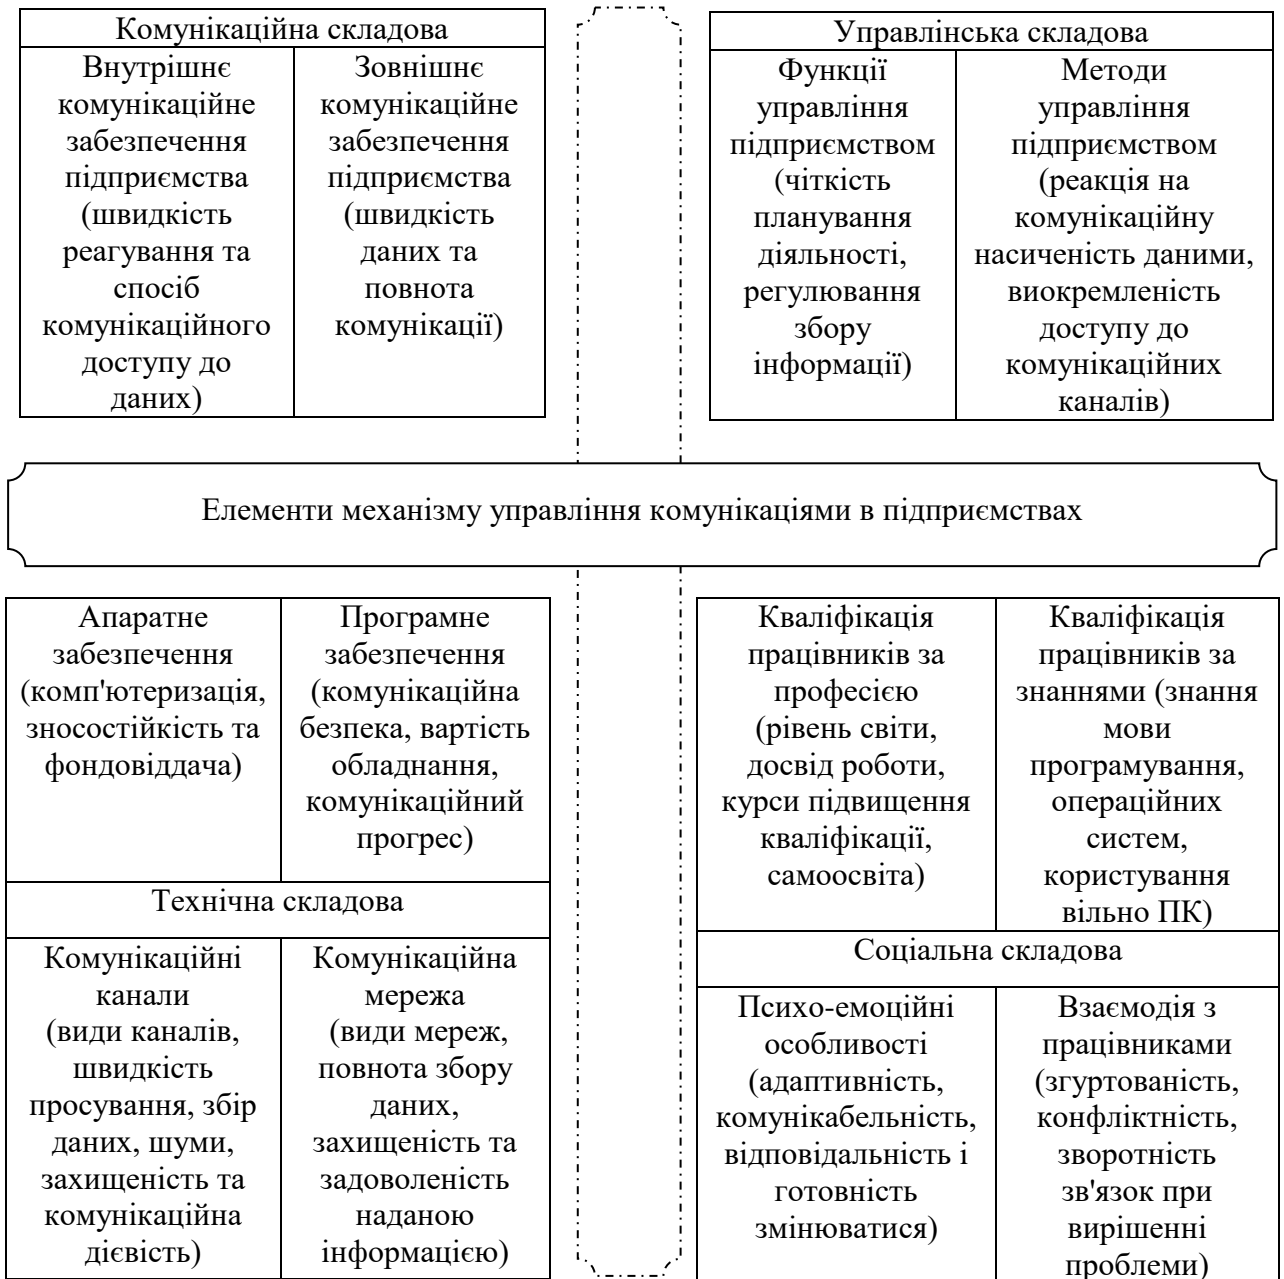 Комунікаційна складова
Внутрішнє
комунікаційне
забезпечення
підприємства
(швидкість
реагування та
спосіб
комунікаційного
доступу до
даних)
Зовнішнє
комунікаційне
забезпечення
підприємства
(швидкість
даних та
повнота
комунікації)
Управлінська складова
Функції
управління
підприємством
(чіткість
планування
діяльності,
регулювання
збору
інформації)
Методи
управління
підприємством
(реакція на
комунікаційну
насиченість даними,
виокремленість
доступу до
комунікаційних
каналів)
Елементи механізму управління комунікаціями в підприємствах
Апаратне
забезпечення
(комп'ютеризація,
зносостійкість та
фондовіддача)
Програмне
забезпечення
(комунікаційна
безпека, вартість
обладнання,
комунікаційний
прогрес)
Технічна складова
Комунікаційні
канали
(види каналів,
швидкість
просування, збір
даних, шуми,
захищеність та
комунікаційна
дієвість)
Комунікаційна
мережа
(види мереж,
повнота збору
даних,
захищеність та
задоволеність
наданою
інформацією)
Кваліфікація
працівників за
професією
(рівень світи,
досвід роботи,
курси підвищення
кваліфікації,
самоосвіта)
Кваліфікація
працівників за
знаннями (знання
мови
програмування,
операційних
систем,
користування
вільно ПК)
Соціальна складова
Психо-емоційні
особливості
(адаптивність,
комунікабельність,
відповідальність і
готовність
змінюватися)
Взаємодія з
працівниками
(згуртованість,
конфліктність,
зворотність
зв'язок при
вирішенні
проблеми)